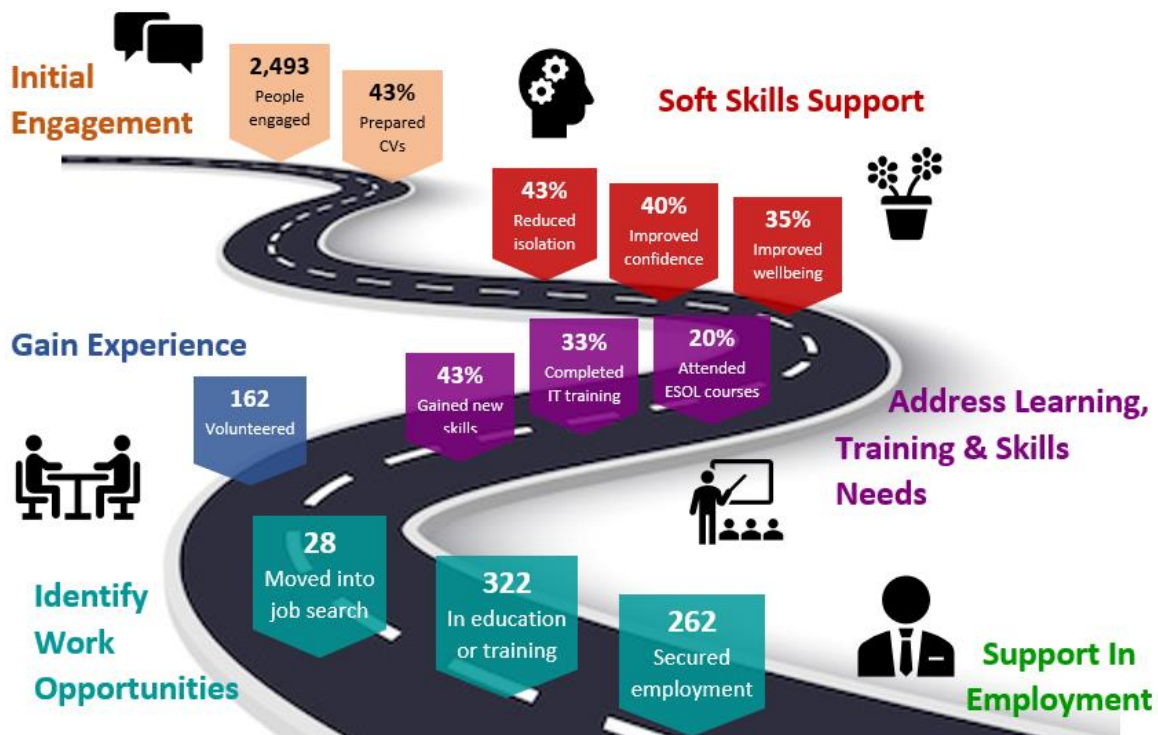 Initial
Engagement
2,493
People
engaged
43%
Prepared
CVs
Soft Skills Support
43%
Reduced
isolation
40%
Improved
confidence
35%
Improved
wellbeing
Gain Experience
162
Volunteered
43%
Gained new
skills
33%
Completed
IT training
20%
Attended
ESOL courses
Address Learning,
Training & Skills
Needs
Identify
Work
Opportunities
28
Moved into
job search
322
In education
or training
262
Secured
employment
Support In
Employment